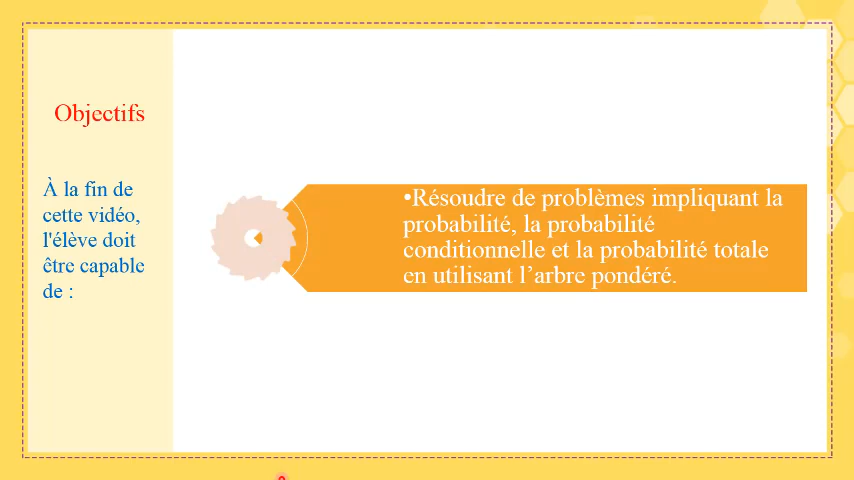 Objectifs
À la fin de
cette vidéo,
l'élève doit
être capable
de :
•Résoudre de problèmes impliquant la
probabilité, la probabilité
conditionnelle et la probabilité totale
en utilisant l’arbre pondéré.